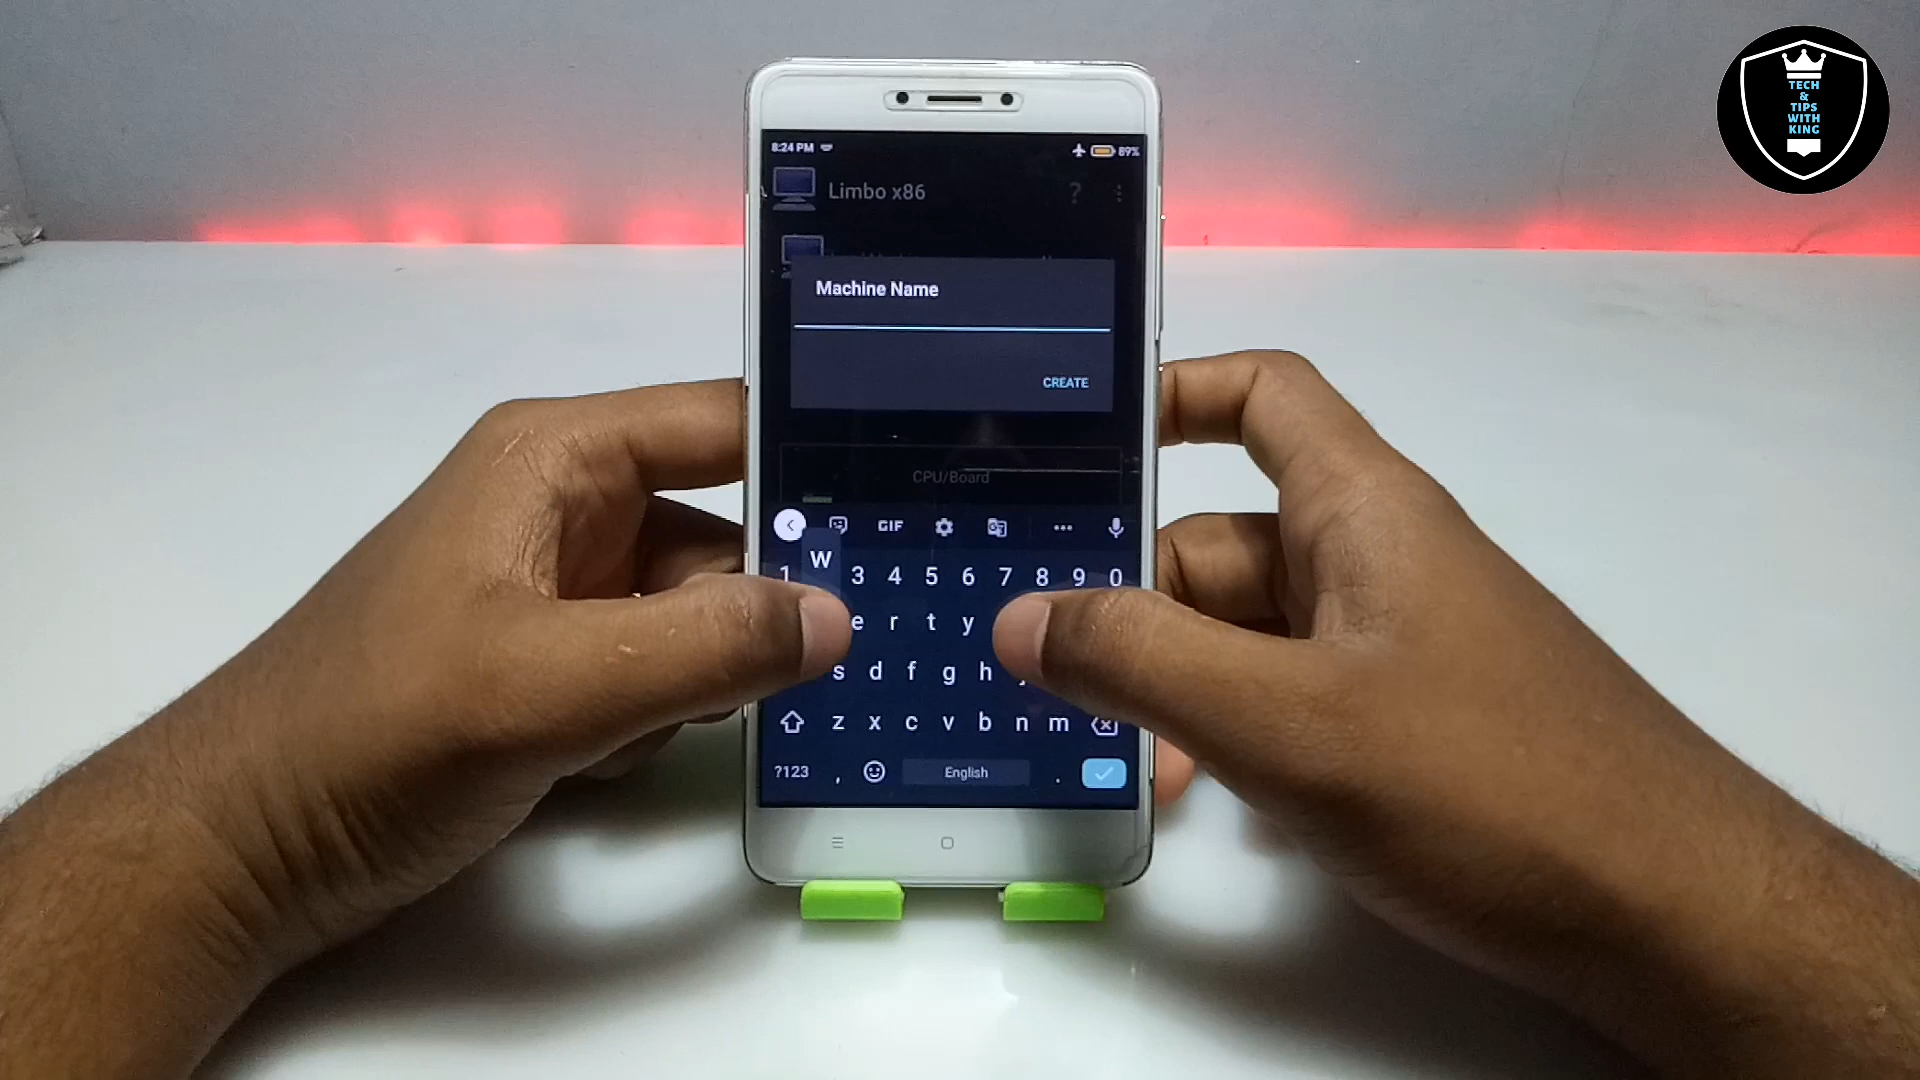 TECH
&
TIPS
WITH
KING
8:24 PM
89%
Limbo x86
?
Machine Name
CREATE
CPU/Board
GIF
W
1 3 4 5 6 7 8 9 0
e r t y
s d f g h
z x c v b n m
?123 , English .